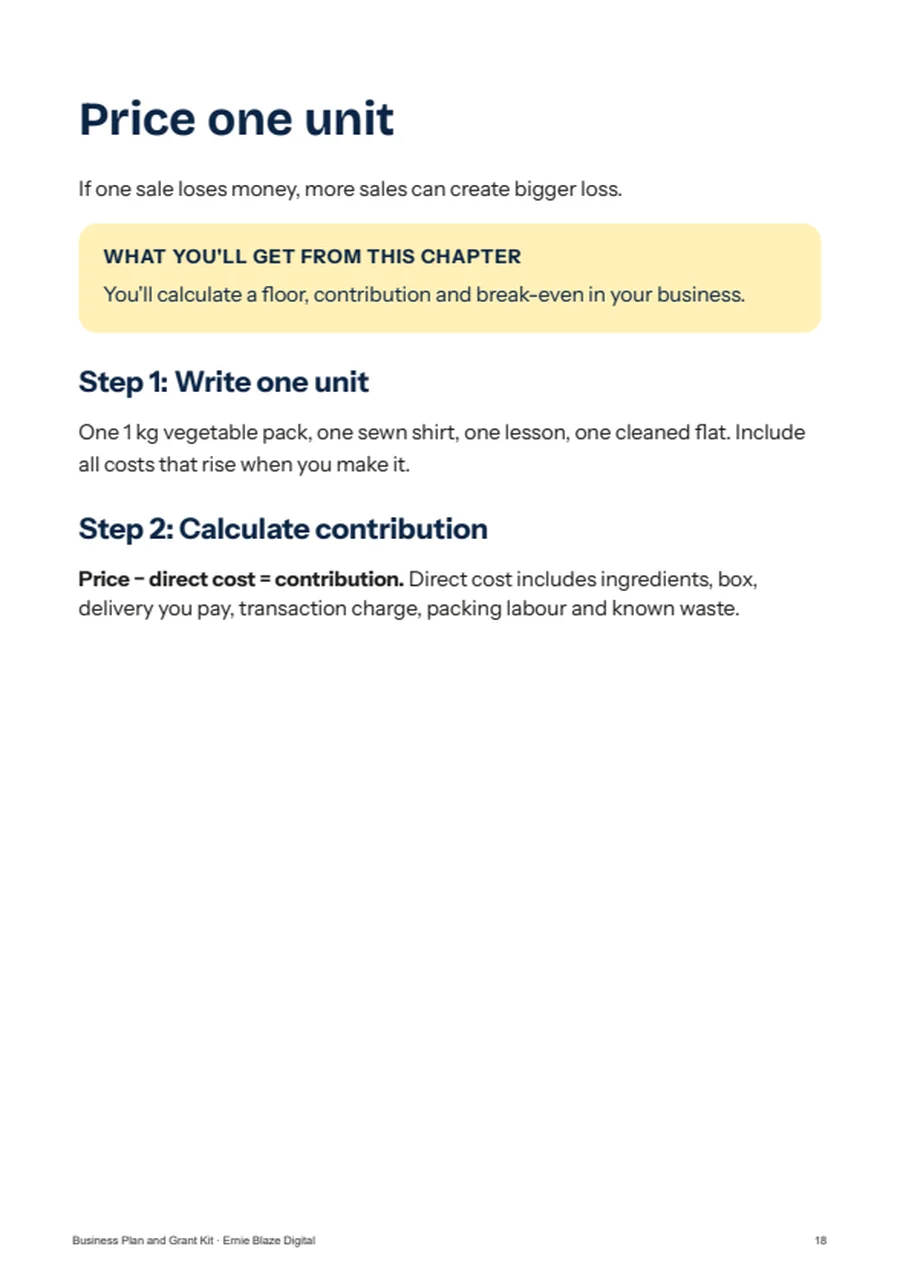 Price one unit
If one sale loses money, more sales can create bigger loss.
WHAT YOU'LL GET FROM THIS CHAPTER
You'll calculate a floor, contribution and break-even in your business.
Step 1: Write one unit
One 1 kg vegetable pack, one sewn shirt, one lesson, one cleaned flat. Include
all costs that rise when you make it.
Step 2: Calculate contribution
Price − direct cost = contribution. Direct cost includes ingredients, box,
delivery you pay, transaction charge, packing labour and known waste.
Business Plan and Grant Kit · Ernie Blaze Digital
18